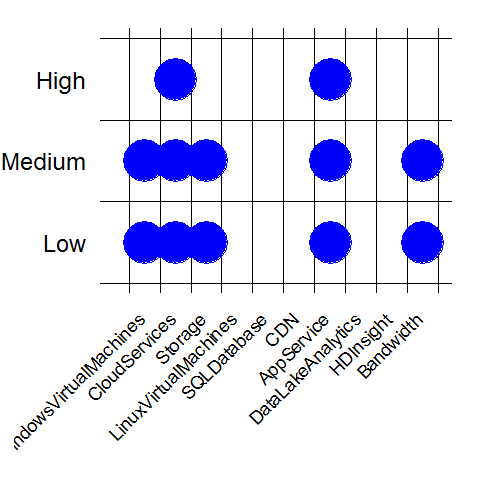 High
Medium
Low
ndowsVirtualMachines
CloudServices
Storage
LinuxVirtualMachines
SQLDatabase
CDN
AppService
DataLakeAnalytics
HDInsight
Bandwidth